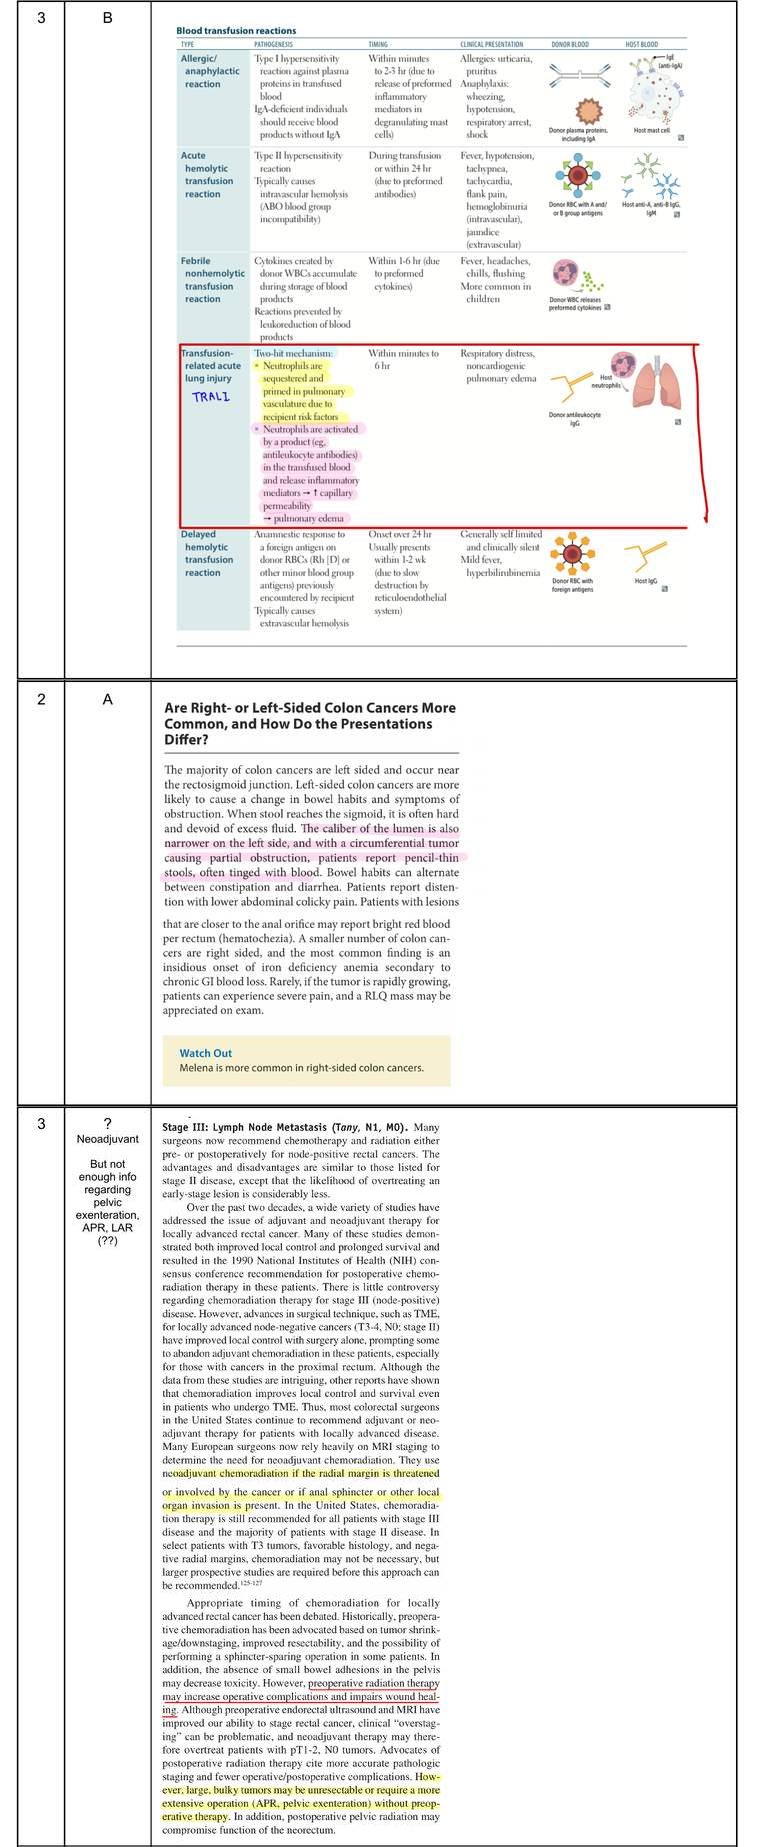 3
B
Blood transfusion reactions
TYPE PATHOGENESIS TIMING CLINICAL PRESENTATION DONOR BLOOD HOST BLOOD
Allergic/
anaphylactic
reaction
Type I hypersensitivity
reaction against plasma
proteins in transfused
blood
IgA-deficient individuals
should receive blood
products without IgA
Within minutes
to 2-3 hr (due to
release of preformed
inflammatory
mediators in
degranulating mast
cells)
Allergies: urticaria,
pruritus
Anaphylaxis:
wheezing,
hypotension,
respiratory arrest,
shock
Donor plasma proteins,
including IgA
IgE
(anti-IgA)
Host mast cell
Acute
hemolytic
transfusion
reaction
Type II hypersensitivity
reaction
Typically causes
intravascular hemolysis
(ABO blood group
incompatibility)
During transfusion
or within 24 hr
(due to preformed
antibodies)
Fever, hypotension,
tachypnea,
tachycardia,
flank pain,
hemoglobinuria
(intravascular),
jaundice
(extravascular)
Donor RBC with A and/
or B group antigens
Host anti-A, anti-B IgG,
IgM
Febrile
nonhemolytic
transfusion
reaction
Cytokines created by
donor WBCs accumulate
during storage of blood
products
Reactions prevented by
leukoreduction of blood
products
Within 1-6 hr (due
to preformed
cytokines)
Fever, headaches,
chills, flushing
More common in
children
Donor WBC releases
preformed cytokines
Transfusion-
related acute
lung injury
TRALI
Two-hit mechanism:
Neutrophils are
sequestered and
primed in pulmonary
vasculature due to
recipient risk factors
Neutrophils are activated
by a product (eg,
antileukocyte antibodies)
in the transfused blood
and release inflammatory
mediators → ↑ capillary
permeability
→ pulmonary edema
Within minutes to
6 hr
Respiratory distress,
noncardiogenic
pulmonary edema
Donor antileukocyte
IgG
Host
neutrophils
Delayed
hemolytic
transfusion
reaction
Anamnestic response to
a foreign antigen on
donor RBCs (Rh [D] or
other minor blood group
antigens) previously
encountered by recipient
Typically causes
extravascular hemolysis
Onset over 24 hr
Usually presents
within 1-2 wk
(due to slow
destruction by
reticuloendothelial
system)
Generally self limited
and clinically silent
Mild fever,
hyperbilirubinemia
Donor RBC with
foreign antigens
Host IgG
2
A
Are Right- or Left-Sided Colon Cancers More
Common, and How Do the Presentations
Differ?
The majority of colon cancers are left sided and occur near
the rectosigmoid junction. Left-sided colon cancers are more
likely to cause a change in bowel habits and symptoms of
obstruction. When stool reaches the sigmoid, it is often hard
and devoid of excess fluid. The caliber of the lumen is also
narrower on the left side, and with a circumferential tumor
causing partial obstruction, patients report pencil-thin
stools, often tinged with blood. Bowel habits can alternate
between constipation and diarrhea. Patients report disten-
tion with lower abdominal colicky pain. Patients with lesions
that are closer to the anal orifice may report bright red blood
per rectum (hematochezia). A smaller number of colon can-
cers are right sided, and the most common finding is an
insidious onset of iron deficiency anemia secondary to
chronic GI blood loss. Rarely, if the tumor is rapidly growing,
patients can experience severe pain, and a RLQ mass may be
appreciated on exam.
Watch Out
Melena is more common in right-sided colon cancers.
3
?
Neoadjuvant
But not
enough info
regarding
pelvic
exenteration,
APR, LAR
(??)
Stage III: Lymph Node Metastasis (Tany, N1, M0). Many
surgeons now recommend chemotherapy and radiation either
pre- or postoperatively for node-positive rectal cancers. The
advantages and disadvantages are similar to those listed for
stage II disease, except that the likelihood of overtreating an
early-stage lesion is considerably less.
Over the past two decades, a wide variety of studies have
addressed the issue of adjuvant and neoadjuvant therapy for
locally advanced rectal cancer. Many of these studies demon-
strated both improved local control and prolonged survival and
resulted in the 1990 National Institutes of Health (NIH) con-
sensus conference recommendation for postoperative chemo-
radiation therapy in these patients. There is little controversy
regarding chemoradiation therapy for stage III (node-positive)
disease. However, advances in surgical technique, such as TME,
for locally advanced node-negative cancers (T3-4, N0; stage II)
have improved local control with surgery alone, prompting some
to abandon adjuvant chemoradiation in these patients, especially
for those with cancers in the proximal rectum. Although the
data from these studies are intriguing, other reports have shown
that chemoradiation improves local control and survival even
in patients who undergo TME. Thus, most colorectal surgeons
in the United States continue to recommend adjuvant or neo-
adjuvant therapy for patients with locally advanced disease.
Many European surgeons now rely heavily on MRI staging to
determine the need for neoadjuvant chemoradiation. They use
neoadjuvant chemoradiation if the radial margin is threatened
or involved by the cancer or if anal sphincter or other local
organ invasion is present. In the United States, chemoradia-
tion therapy is still recommended for all patients with stage III
disease and the majority of patients with stage II disease. In
select patients with T3 tumors, favorable histology, and nega-
tive radial margins, chemoradiation may not be necessary, but
larger prospective studies are required before this approach can
be recommended.125-127
Appropriate timing of chemoradiation for locally
advanced rectal cancer has been debated. Historically, preopera-
tive chemoradiation has been advocated based on tumor shrink-
age/downstaging, improved resectability, and the possibility of
performing a sphincter-sparing operation in some patients. In
addition, the absence of small bowel adhesions in the pelvis
may decrease toxicity. However, preoperative radiation therapy
may increase operative complications and impairs wound heal-
ing. Although preoperative endorectal ultrasound and MRI have
improved our ability to stage rectal cancer, clinical “overstag-
ing” can be problematic, and neoadjuvant therapy may there-
fore overtreat patients with pT1-2, N0 tumors. Advocates of
postoperative radiation therapy cite more accurate pathologic
staging and fewer operative/postoperative complications. How-
ever, large, bulky tumors may be unresectable or require a more
extensive operation (APR, pelvic exenteration) without preop-
erative therapy. In addition, postoperative pelvic radiation may
compromise function of the neorectum.